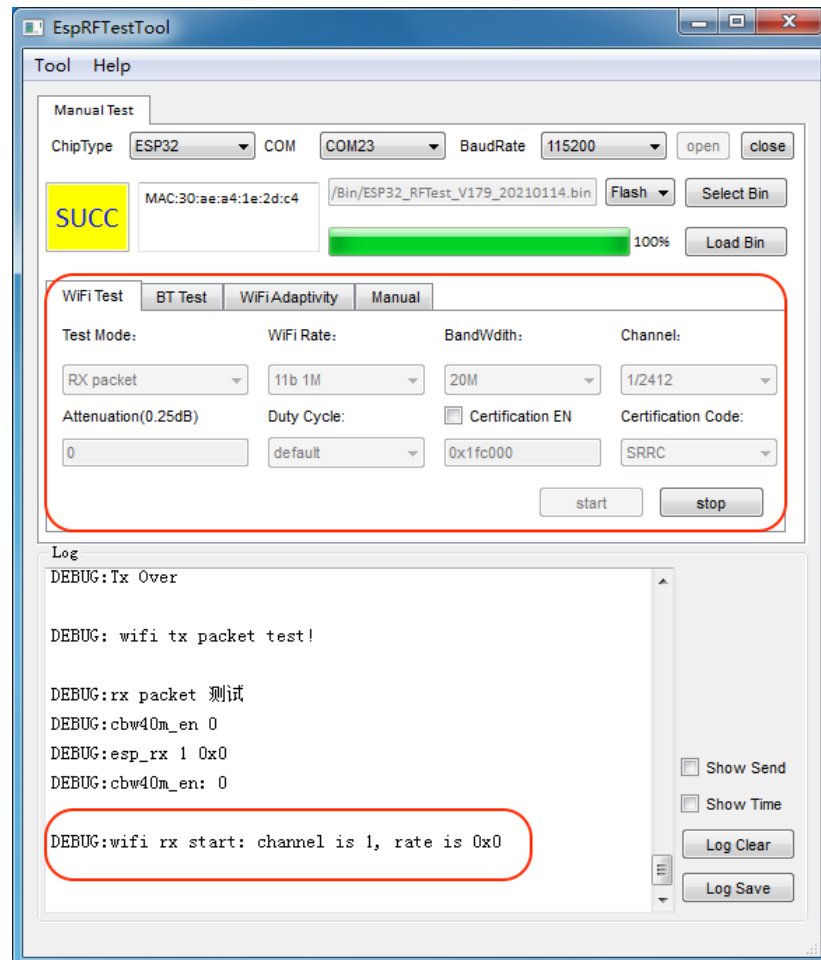 EspRFTestTool
Tool Help
Manual Test
ChipType ESP32 COM COM23 BaudRate 115200 open close
SUCC MAC:30:ae:a4:1e:2d:c4 /Bin/ESP32_RFTest_V179_20210114.bin Flash Select Bin
100% Load Bin
WiFi Test BT Test WiFi Adaptivity Manual
Test Mode: WiFi Rate: BandWdith: Channel:
RX packet 11b 1M 20M 1/2412
Attenuation(0.25dB) Duty Cycle: Certification EN Certification Code:
0 default 0x1fc000 SRRC
start stop
Log
DEBUG:Tx Over
DEBUG: wifi tx packet test!
DEBUG:rx packet 测试
DEBUG:cbw40m_en 0
DEBUG:esp_rx 1 0x0
DEBUG:cbw40m_en: 0
DEBUG:wifi rx start: channel is 1, rate is 0x0
Show Send
Show Time
Log Clear
Log Save